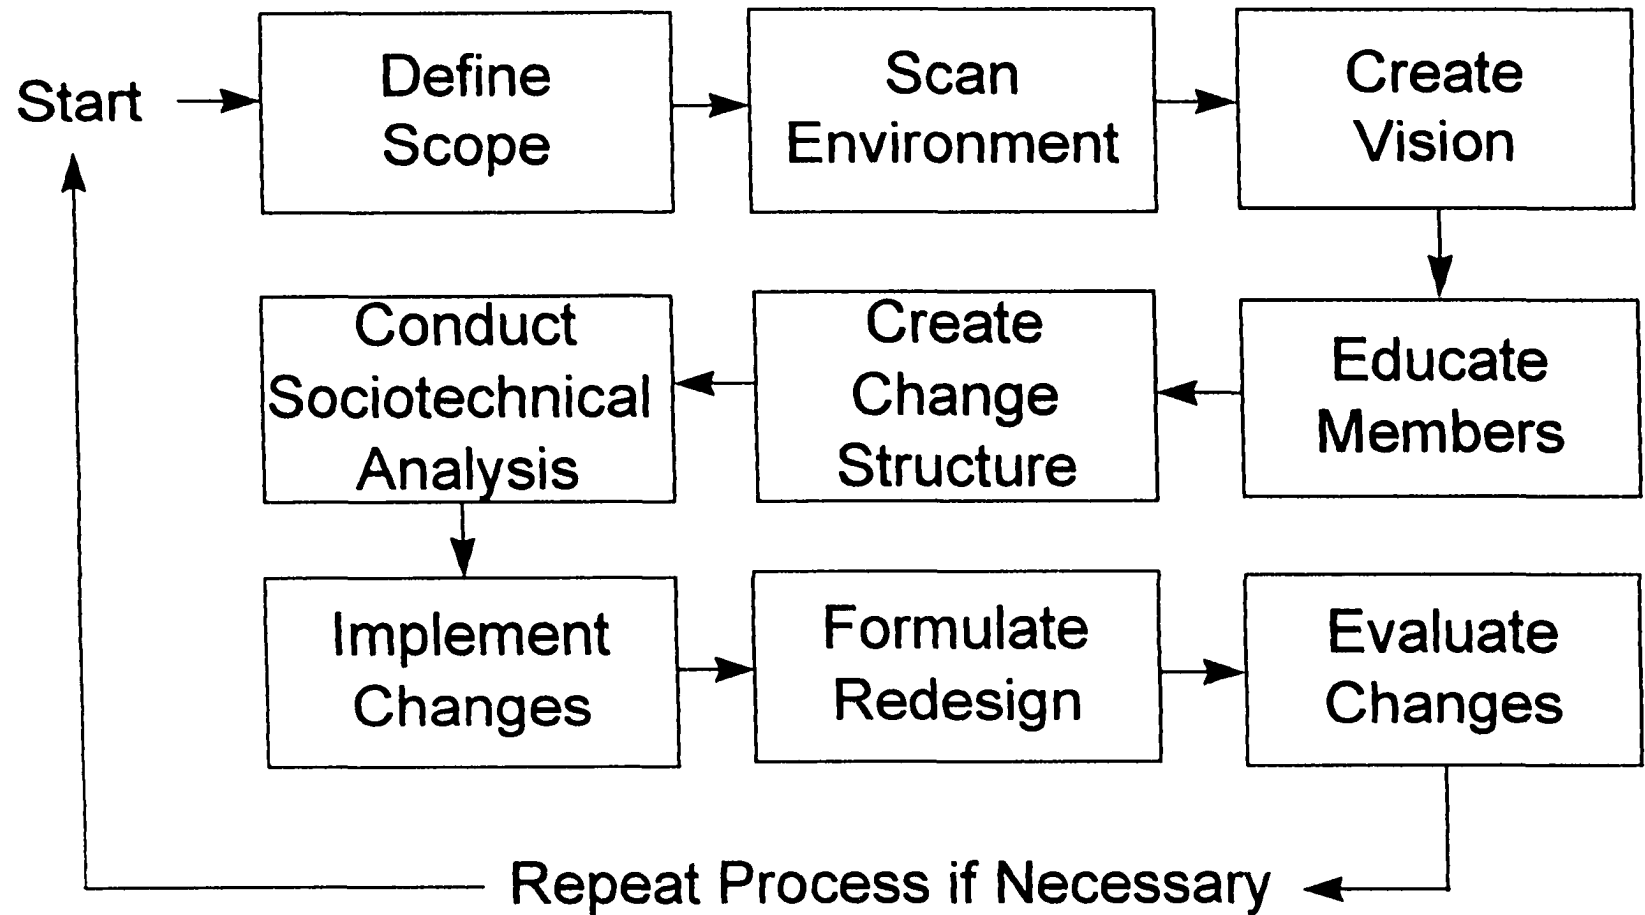 Start
Define
Scope
Scan
Environment
Create
Vision
Educate
Members
Create
Change
Structure
Conduct
Sociotechnical
Analysis
Implement
Changes
Formulate
Redesign
Evaluate
Changes
Repeat Process if Necessary